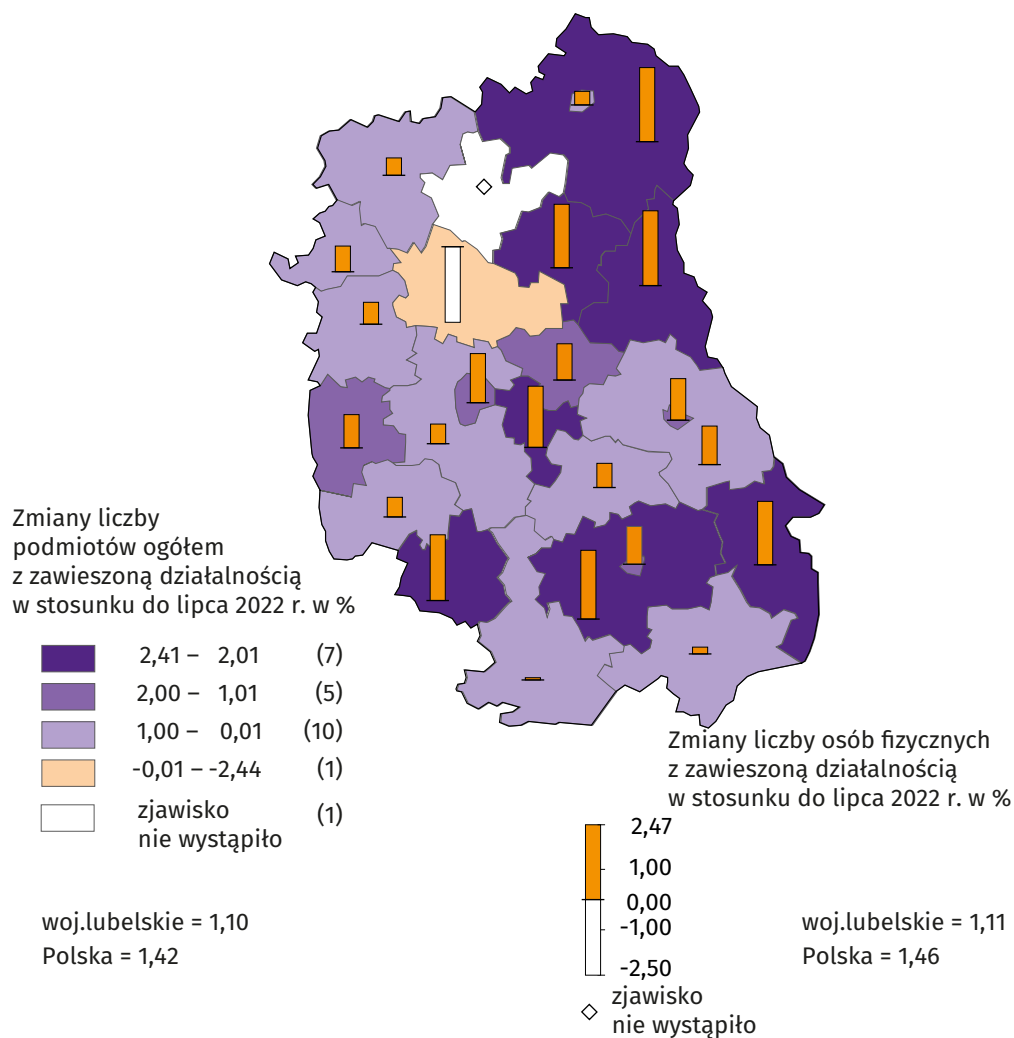 Zmiany liczby
podmiotów ogółem
z zawieszoną działalnością
w stosunku do lipca 2022 r. w %
2,41 – 2,01 (7)
2,00 – 1,01 (5)
1,00 – 0,01 (10)
-0,01 – -2,44 (1)
zjawisko
nie wystąpiło (1)
woj.lubelskie = 1,10
Polska = 1,42
Zmiany liczby osób fizycznych
z zawieszoną działalnością
w stosunku do lipca 2022 r. w %
2,47
1,00
0,00
-1,00
-2,50
zjawisko
nie wystąpiło
woj.lubelskie = 1,11
Polska = 1,46